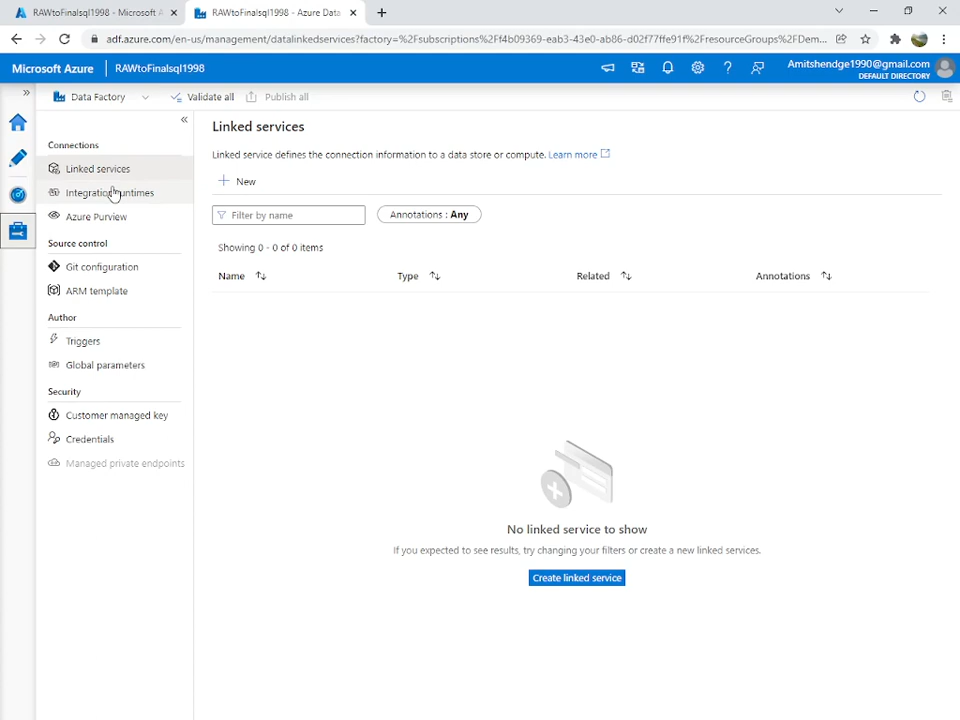 RAWtoFinalsql1998 - Microsoft A
RAWtoFinalsql1998 - Azure Data
adf.azure.com/en-us/management/datalinkedservices?factory=%2Fsubscriptions%2Ff4b09369-eab3-43e0-ab86-d02f77ffe91f%2FresourceGroups%2FDem...
Microsoft Azure
RAWtoFinalsql1998
Amitshendge1990@gmail.com
DEFAULT DIRECTORY
Data Factory
Validate all
Publish all
Connections
Linked services
Integration runtimes
Azure Purview
Source control
Git configuration
ARM template
Author
Triggers
Global parameters
Security
Customer managed key
Credentials
Managed private endpoints
Linked services
Linked service defines the connection information to a data store or compute. Learn more
New
Filter by name
Annotations : Any
Showing 0 - 0 of 0 items
Name Type Related Annotations
No linked service to show
If you expected to see results, try changing your filters or create a new linked services.
Create linked service